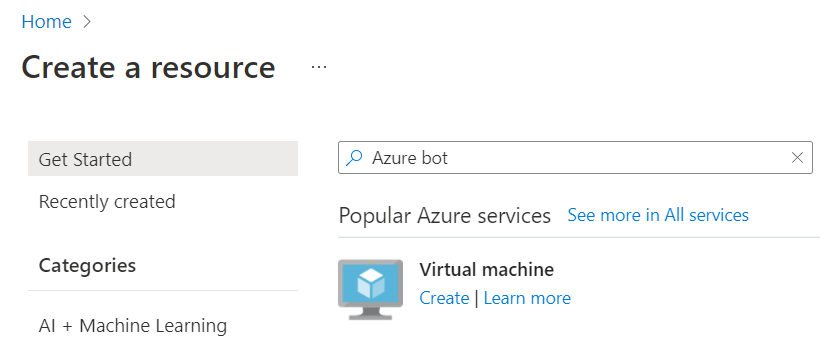 Home
Create a resource ...
Get Started
Recently created
Categories
AI + Machine Learning
Azure bot
Popular Azure services See more in All services
Virtual machine
Create | Learn more